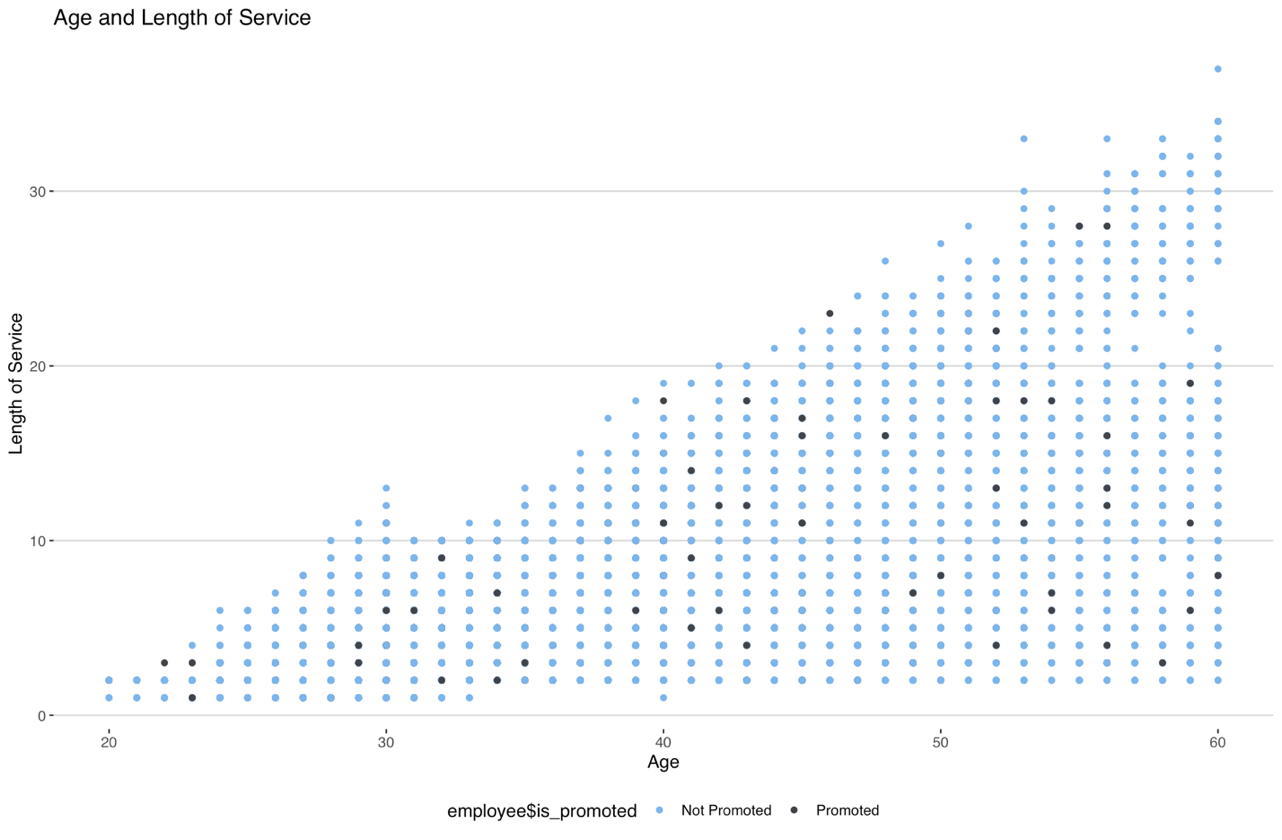 Age and Length of Service
Length of Service
30
20
10
0
20 30 40 50 60
Age
employee$is_promoted Not Promoted Promoted